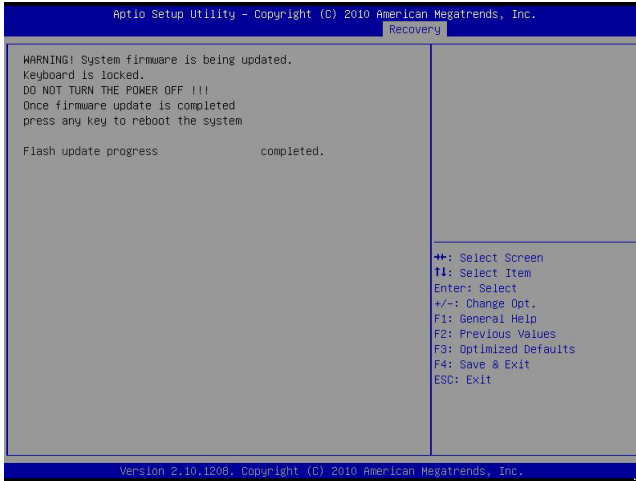 Aptio Setup Utility – Copyright (C) 2010 American Megatrends, Inc.
Recovery
WARNING! System firmware is being updated.
Keyboard is locked.
DO NOT TURN THE POWER OFF !!!
Once firmware update is completed
press any key to reboot the system
Flash update progress completed.
→←: Select Screen
↑↓: Select Item
Enter: Select
+/-: Change Opt.
F1: General Help
F2: Previous Values
F3: Optimized Defaults
F4: Save & Exit
ESC: Exit
Version 2.10.1208. Copyright (C) 2010 American Megatrends, Inc.